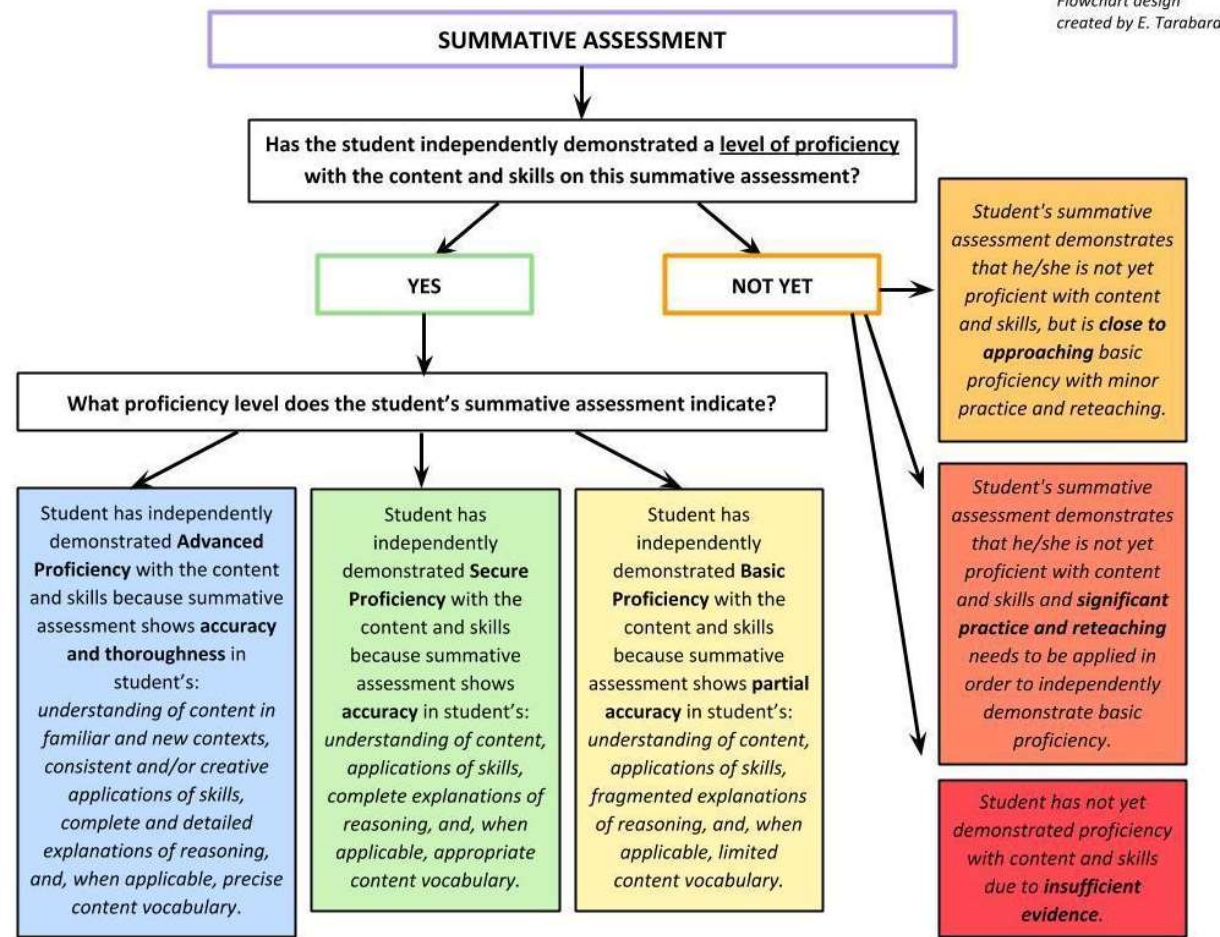 Flowchart design
created by E. Tarabara
SUMMATIVE ASSESSMENT
Has the student independently demonstrated a level of proficiency
with the content and skills on this summative assessment?
YES
NOT YET
Student's summative
assessment demonstrates
that he/she is not yet
proficient with content
and skills, but is close to
approaching basic
proficiency with minor
practice and reteaching.
What proficiency level does the student's summative assessment indicate?
Student has independently
demonstrated Advanced
Proficiency with the content
and skills because summative
assessment shows accuracy
and thoroughness in
student's:
understanding of content in
familiar and new contexts,
consistent and/or creative
applications of skills,
complete and detailed
explanations of reasoning,
and, when applicable, precise
content vocabulary.
Student has
independently
demonstrated Secure
Proficiency with the
content and skills
because summative
assessment shows
accuracy in student's:
understanding of content,
applications of skills,
complete explanations of
reasoning, and, when
applicable, appropriate
content vocabulary.
Student has
independently
demonstrated Basic
Proficiency with the
content and skills
because summative
assessment shows partial
accuracy in student's:
understanding of content,
applications of skills,
fragmented explanations
of reasoning, and, when
applicable, limited
content vocabulary.
Student's summative
assessment demonstrates
that he/she is not yet
proficient with content
and skills and significant
practice and reteaching
needs to be applied in
order to independently
demonstrate basic
proficiency.
Student has not yet
demonstrated proficiency
with content and skills
due to insufficient
evidence.